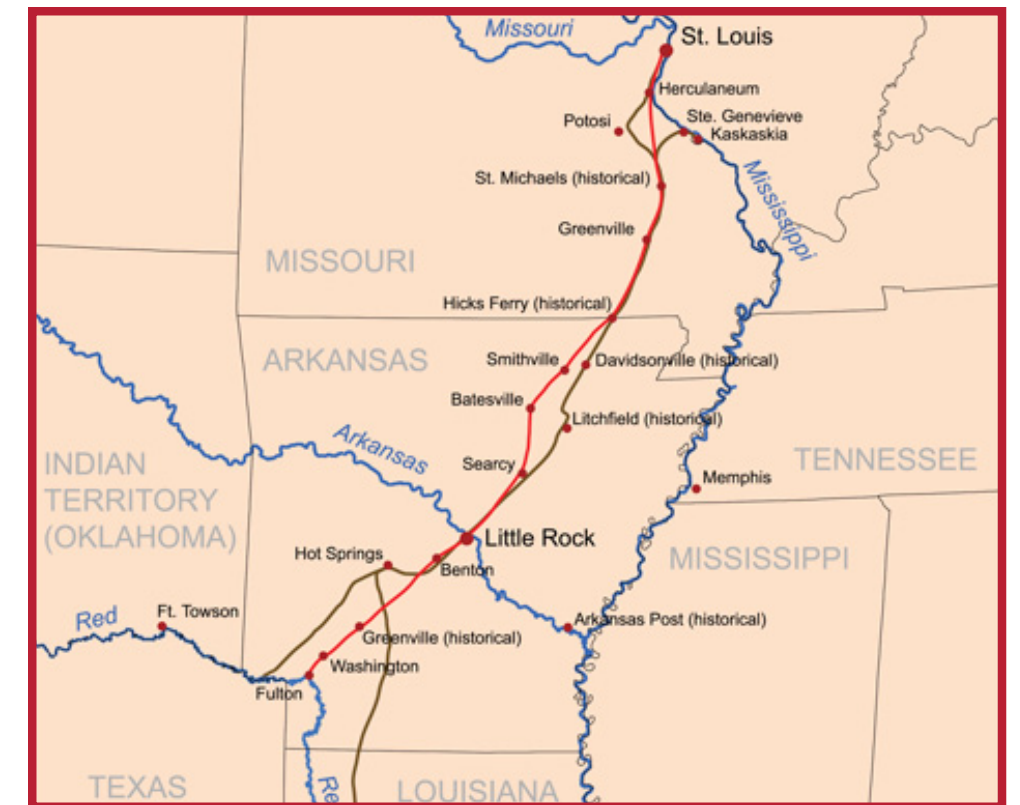 Missouri
St. Louis
Herculaneum
Potosi
Ste. Genevieve
Kaskaskia
St. Michaels (historical)
Mississippi
Greenville
MISSOURI
Hicks Ferry (historical)
ARKANSAS
Smithville
Davidsonville (historical)
Batesville
Litchfield (historical)
Arkansas
Searcy
INDIAN
TERRITORY
(OKLAHOMA)
TENNESSEE
Memphis
Little Rock
Hot Springs
Benton
MISSISSIPPI
Red
Ft. Towson
Arkansas Post (historical)
Greenville (historical)
Washington
Fulton
TEXAS
Re
LOUISIANA